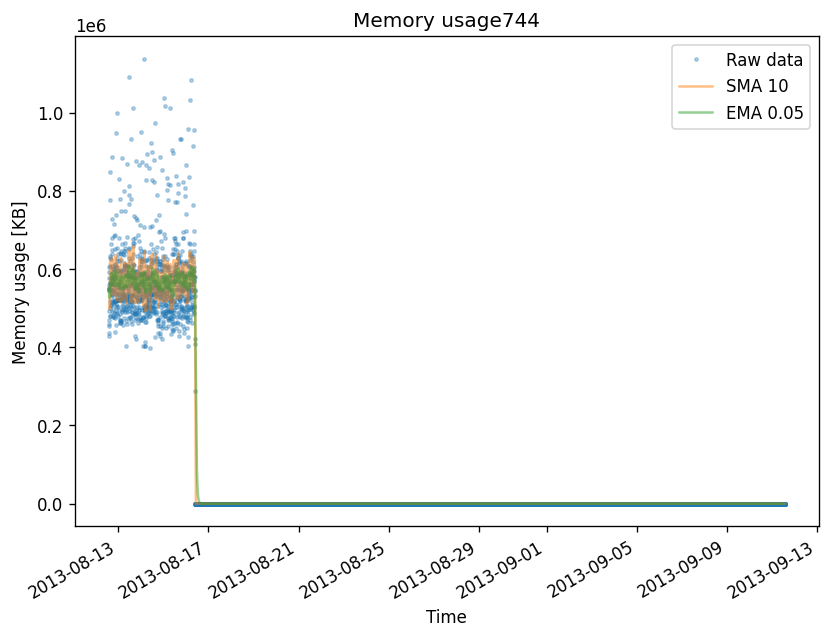 Memory usage744
1e6
Raw data
SMA 10
EMA 0.05
1.0
0.8
0.6
0.4
0.2
0.0
Memory usage [KB]
2013-08-13
2013-08-17
2013-08-21
2013-08-25
2013-08-29
2013-09-01
2013-09-05
2013-09-09
2013-09-13
Time